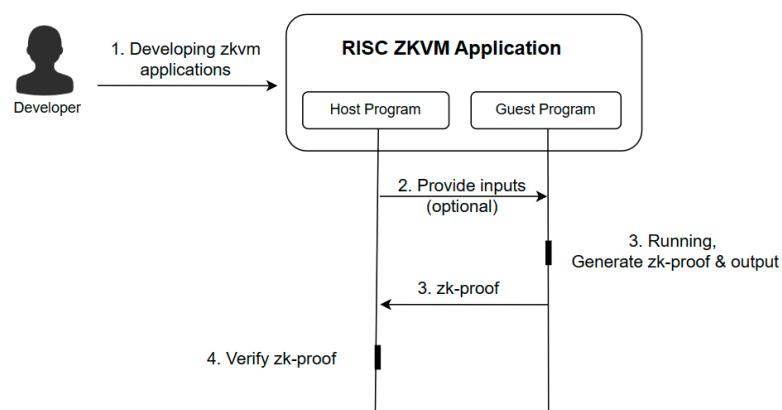 RISC ZKVM Application
1. Developing zkvm
applications
Developer
Host Program
Guest Program
2. Provide inputs
(optional)
3. Running,
Generate zk-proof & output
3. zk-proof
4. Verify zk-proof